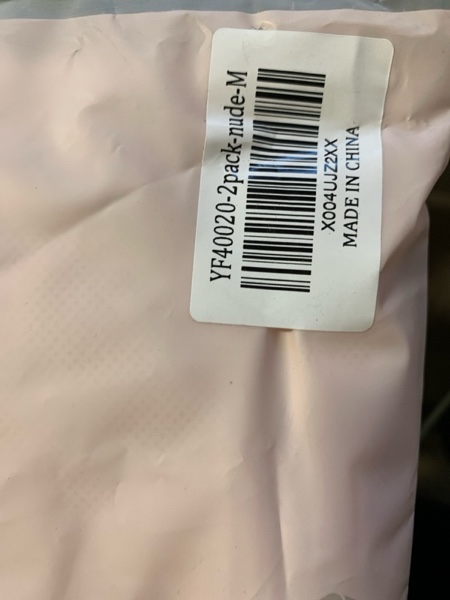 YF40020-2pack-nude-M
X004UJZ2XX
MADE IN CHINA